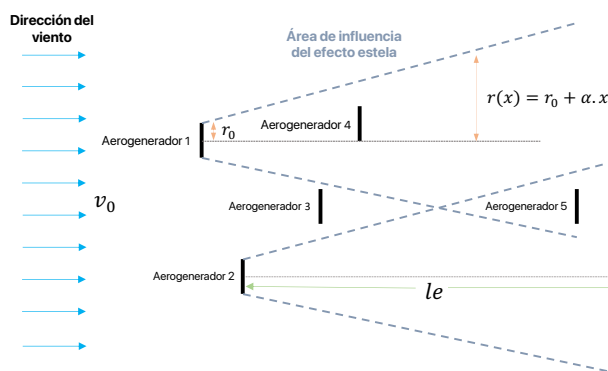 Dirección del
viento
Área de influencia
del efecto estela
r(x) = r₀ + α.x
Aerogenerador 4
r₀
Aerogenerador 1
v₀
Aerogenerador 3
Aerogenerador 5
Aerogenerador 2
le